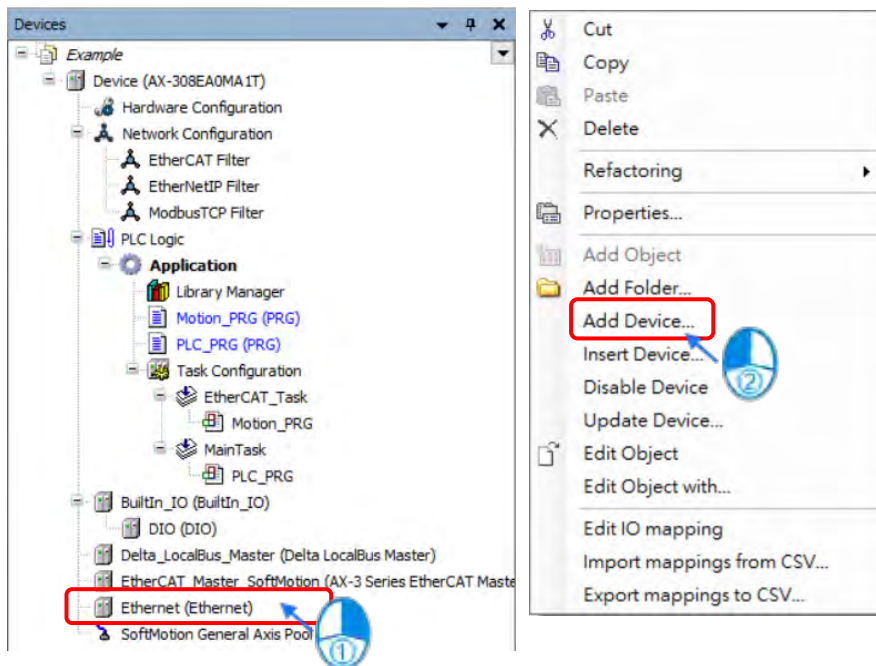 Devices
Example
Device (AX-308EA0MA1T)
Hardware Configuration
Network Configuration
EtherCAT Filter
EtherNetIP Filter
ModbusTCP Filter
PLC Logic
Application
Library Manager
Motion_PRG (PRG)
PLC_PRG (PRG)
Task Configuration
EtherCAT_Task
Motion_PRG
MainTask
PLC_PRG
BuiltIn_IO (BuiltIn_IO)
DIO (DIO)
Delta_LocalBus_Master (Delta LocalBus Master)
EtherCAT_Master_SoftMotion (AX-3 Series EtherCAT Maste
Ethernet (Ethernet)
SoftMotion General Axis Pool
①
Cut
Copy
Paste
Delete
Refactoring
Properties...
Add Object
Add Folder...
Add Device...
Insert Device...
②
Disable Device
Update Device...
Edit Object
Edit Object with...
Edit IO mapping
Import mappings from CSV...
Export mappings to CSV...